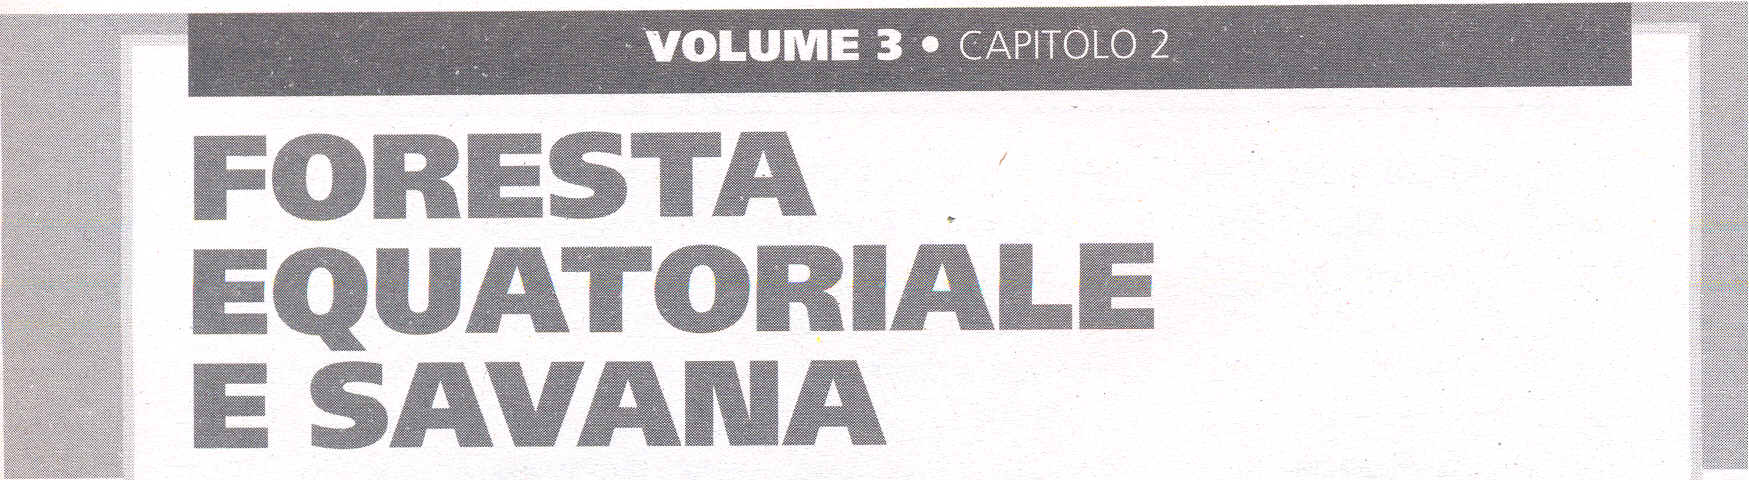 VOLUME 3 • CAPITOLO 2
FORESTA
EQUATORIALE
E SAVANA